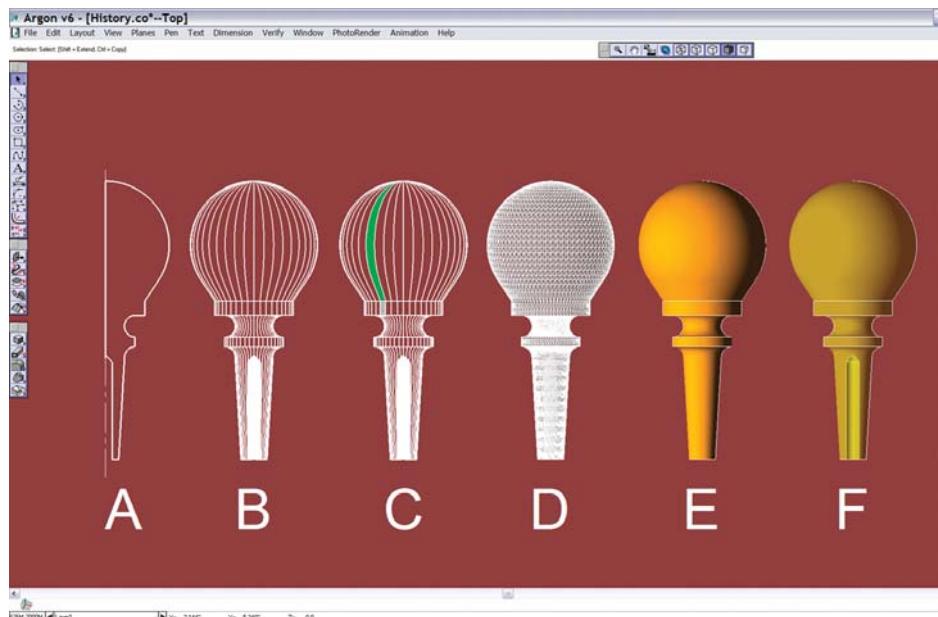 Argon v6 - [History.co*--Top]
File Edit Layout View Planes Pen Text Dimension Verify Window PhotoRender Animation Help
Selection: Select [Shift = Extend, Ctrl = Copy]
A B C D E F